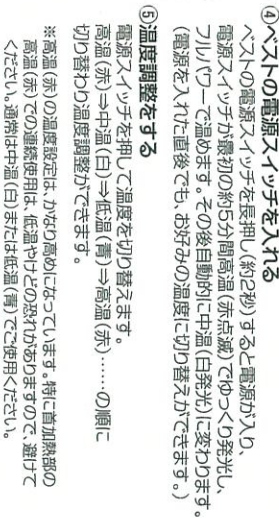 ④ベストの電源スイッチを入れる
ベストの電源スイッチを長押し(約2秒)すると電源が入り、
電源スイッチが最初の約5分間高温(赤点滅)でゆっくり発光し、
フルパワーで温めます。その後自動的に中温(白発光)に変わります。
(電源を入れた直後でも、お好みの温度に切り替えができます。)
⑤温度調整をする
電源スイッチを押して温度を切り替えます。
高温(赤)⇒中温(白)⇒低温(青)⇒高温(赤)……の順に
切り替わり温度調整ができます。
※高温(赤)の温度設定は、かなり高めになっています。特に首加熱部の
高温(赤)での連続使用は、低温やけどの恐れがありますので、避けて
ください。通常は中温(白)または低温(青)でご使用ください。